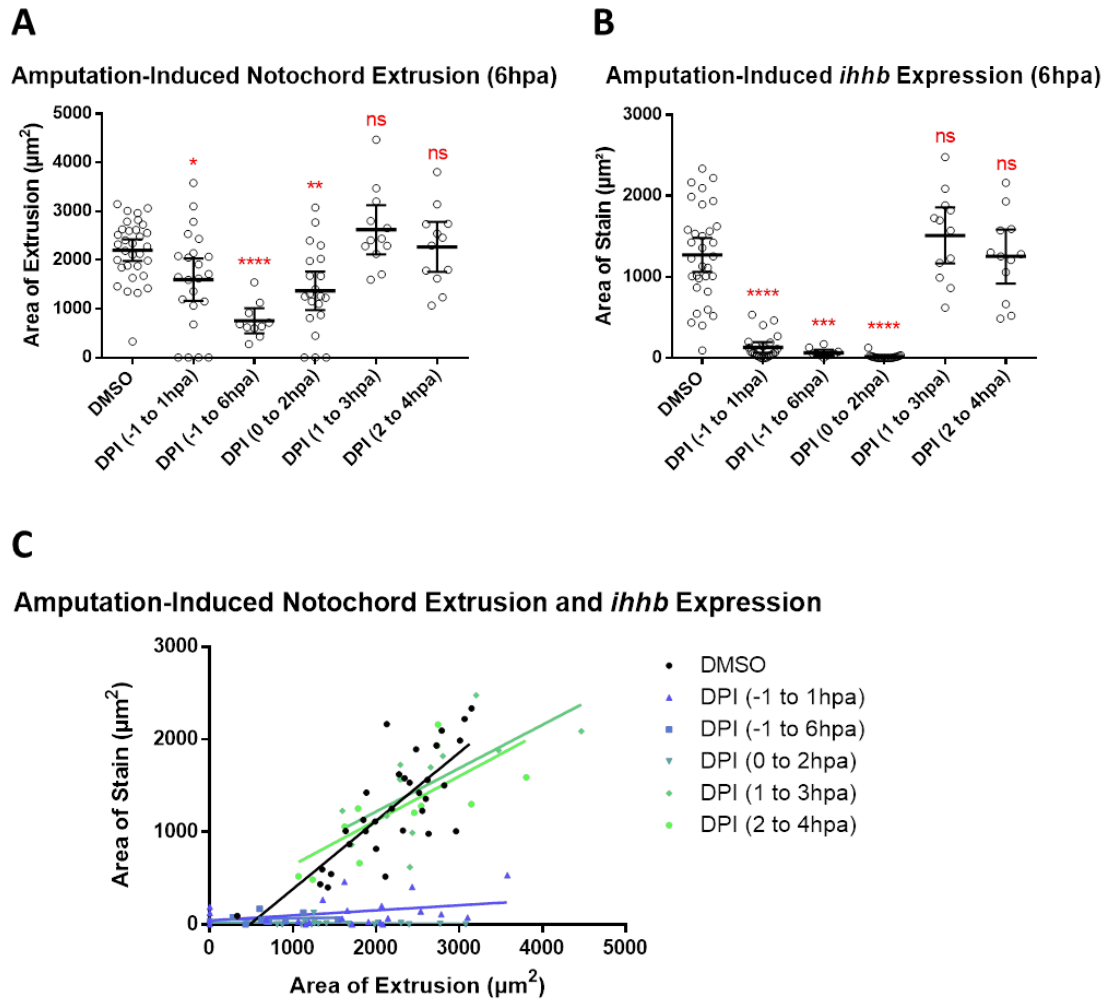 A
Amputation-Induced Notochord Extrusion (6hpa)
Area of Extrusion (µm²)
5000
4000
3000
2000
1000
0
*
****
**
ns
ns
DMSO
DPI (-1 to 1hpa)
DPI (-1 to 6hpa)
DPI (0 to 2hpa)
DPI (1 to 3hpa)
DPI (2 to 4hpa)
B
Amputation-Induced ihhb Expression (6hpa)
Area of Stain (µm²)
3000
2000
1000
0
****
***
****
ns
ns
DMSO
DPI (-1 to 1hpa)
DPI (-1 to 6hpa)
DPI (0 to 2hpa)
DPI (1 to 3hpa)
DPI (2 to 4hpa)
C
Amputation-Induced Notochord Extrusion and ihhb Expression
Area of Stain (µm²)
3000
2000
1000
0
0
1000
2000
3000
4000
5000
Area of Extrusion (µm²)
DMSO
DPI (-1 to 1hpa)
DPI (-1 to 6hpa)
DPI (0 to 2hpa)
DPI (1 to 3hpa)
DPI (2 to 4hpa)